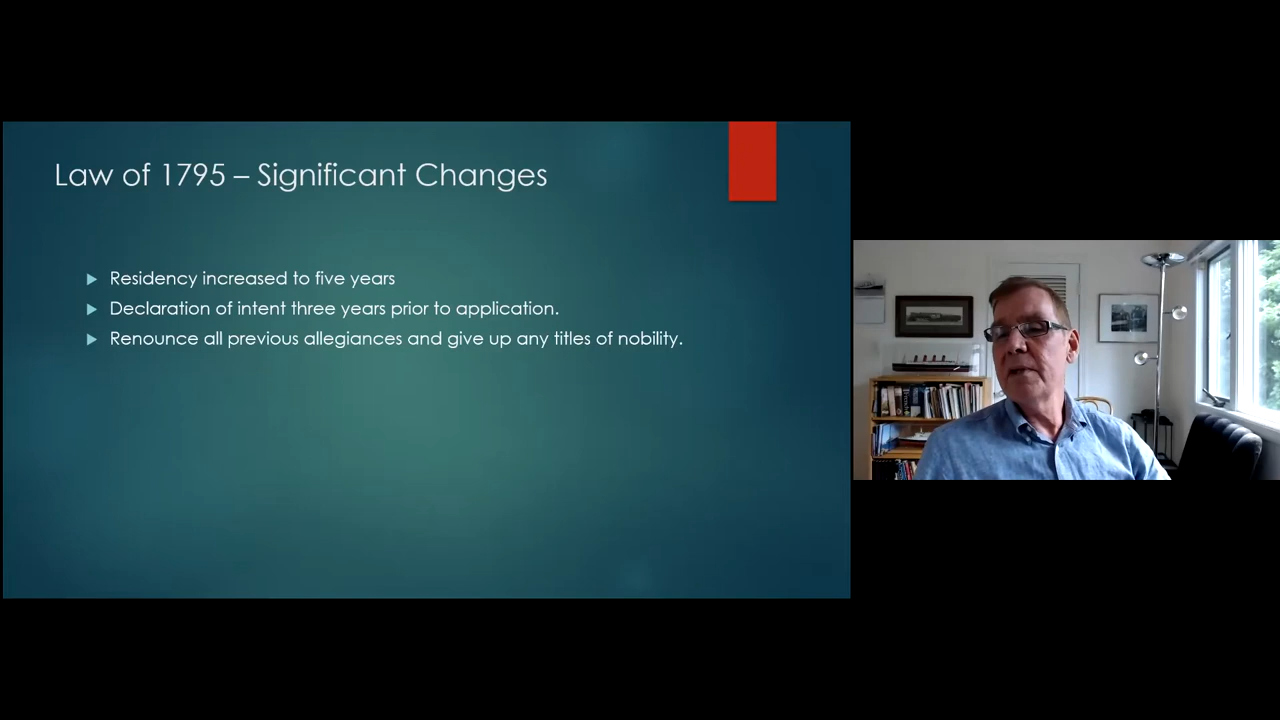 Law of 1795 – Significant Changes
Residency increased to five years
Declaration of intent three years prior to application.
Renounce all previous allegiances and give up any titles of nobility.